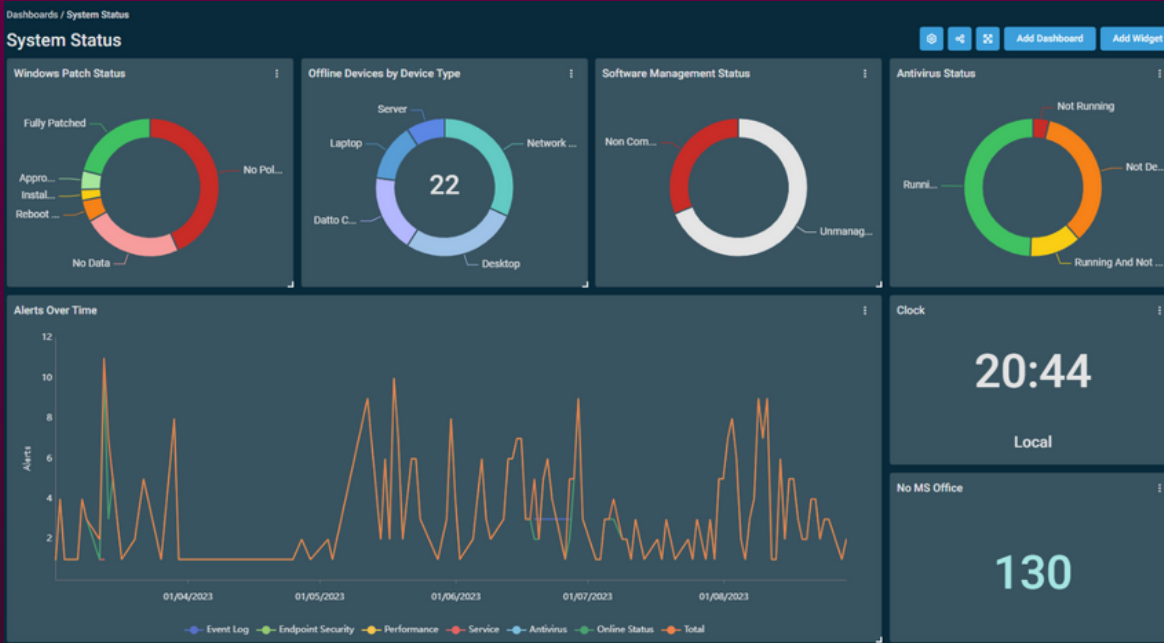 Dashboards / System Status
System Status
Add Dashboard
Add Widget
Windows Patch Status
Fully Patched
Appro...
Instal...
Reboot ...
No Data
No Pol...
Offline Devices by Device Type
Server
Laptop
Datto C...
Network ...
Desktop
22
Software Management Status
Non Com...
Unmanag...
Antivirus Status
Not Running
Not De...
Runni...
Running And Not ...
Alerts Over Time
Alerts
12
10
8
6
4
2
01/04/2023 01/05/2023 01/06/2023 01/07/2023 01/08/2023
Event Log Endpoint Security Performance Service Antivirus Online Status Total
Clock
20:44
Local
No MS Office
130